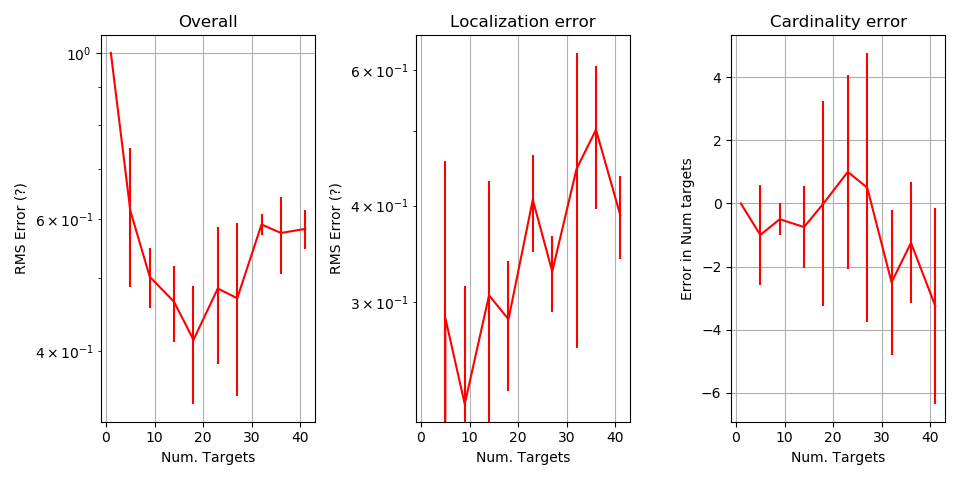 Overall
Localization error
Cardinality error
RMS Error (?)
10⁰
6 × 10⁻¹
4 × 10⁻¹
0 10 20 30 40
Num. Targets
RMS Error (?)
6 × 10⁻¹
4 × 10⁻¹
3 × 10⁻¹
0 10 20 30 40
Num. Targets
Error in Num targets
4
2
0
−2
−4
−6
0 10 20 30 40
Num. Targets